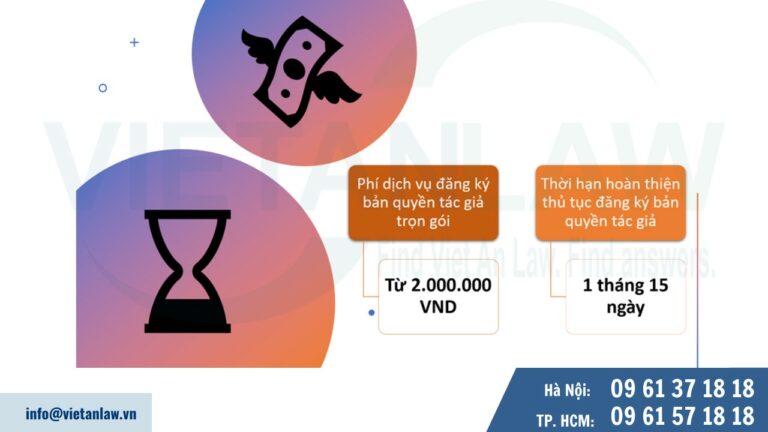 VIETANLAW
Phí dịch vụ đăng ký
bản quyền tác giả
trọn gói
Thời hạn hoàn thiện
thủ tục đăng ký bản
quyền tác giả
Find Viet An Law. Find answers.
Từ 2.000.000
VND
1 tháng 15
ngày
info@vietanlaw.vn
Hà Nội: 09 61 37 18 18
TP. HCM: 09 61 57 18 18